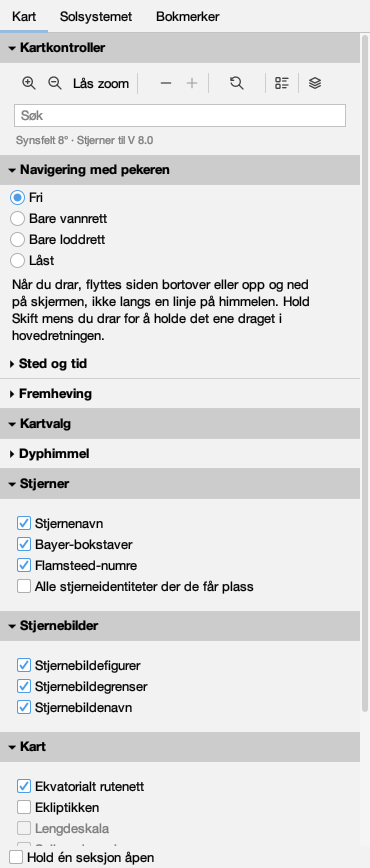 Kart Solsystemet Bokmerker
Kartkontroller
Lås zoom
Søk
Synsfelt 8° · Stjerner til V 8.0
Navigering med pekeren
Fri
Bare vannrett
Bare loddrett
Låst
Når du drar, flyttes siden bortover eller opp og ned
på skjermen, ikke langs en linje på himmelen. Hold
Skift mens du drar for å holde det ene draget i
hovedretningen.
Sted og tid
Fremheving
Kartvalg
Dyphimmel
Stjerner
Stjernenavn
Bayer-bokstaver
Flamsteed-numre
Alle stjerneidentiteter der de får plass
Stjernebilder
Stjernebildefigurer
Stjernebildegrenser
Stjernebildenavn
Kart
Ekvatorialt rutenett
Ekliptikken
Lengdeskala
Hold én seksjon åpen